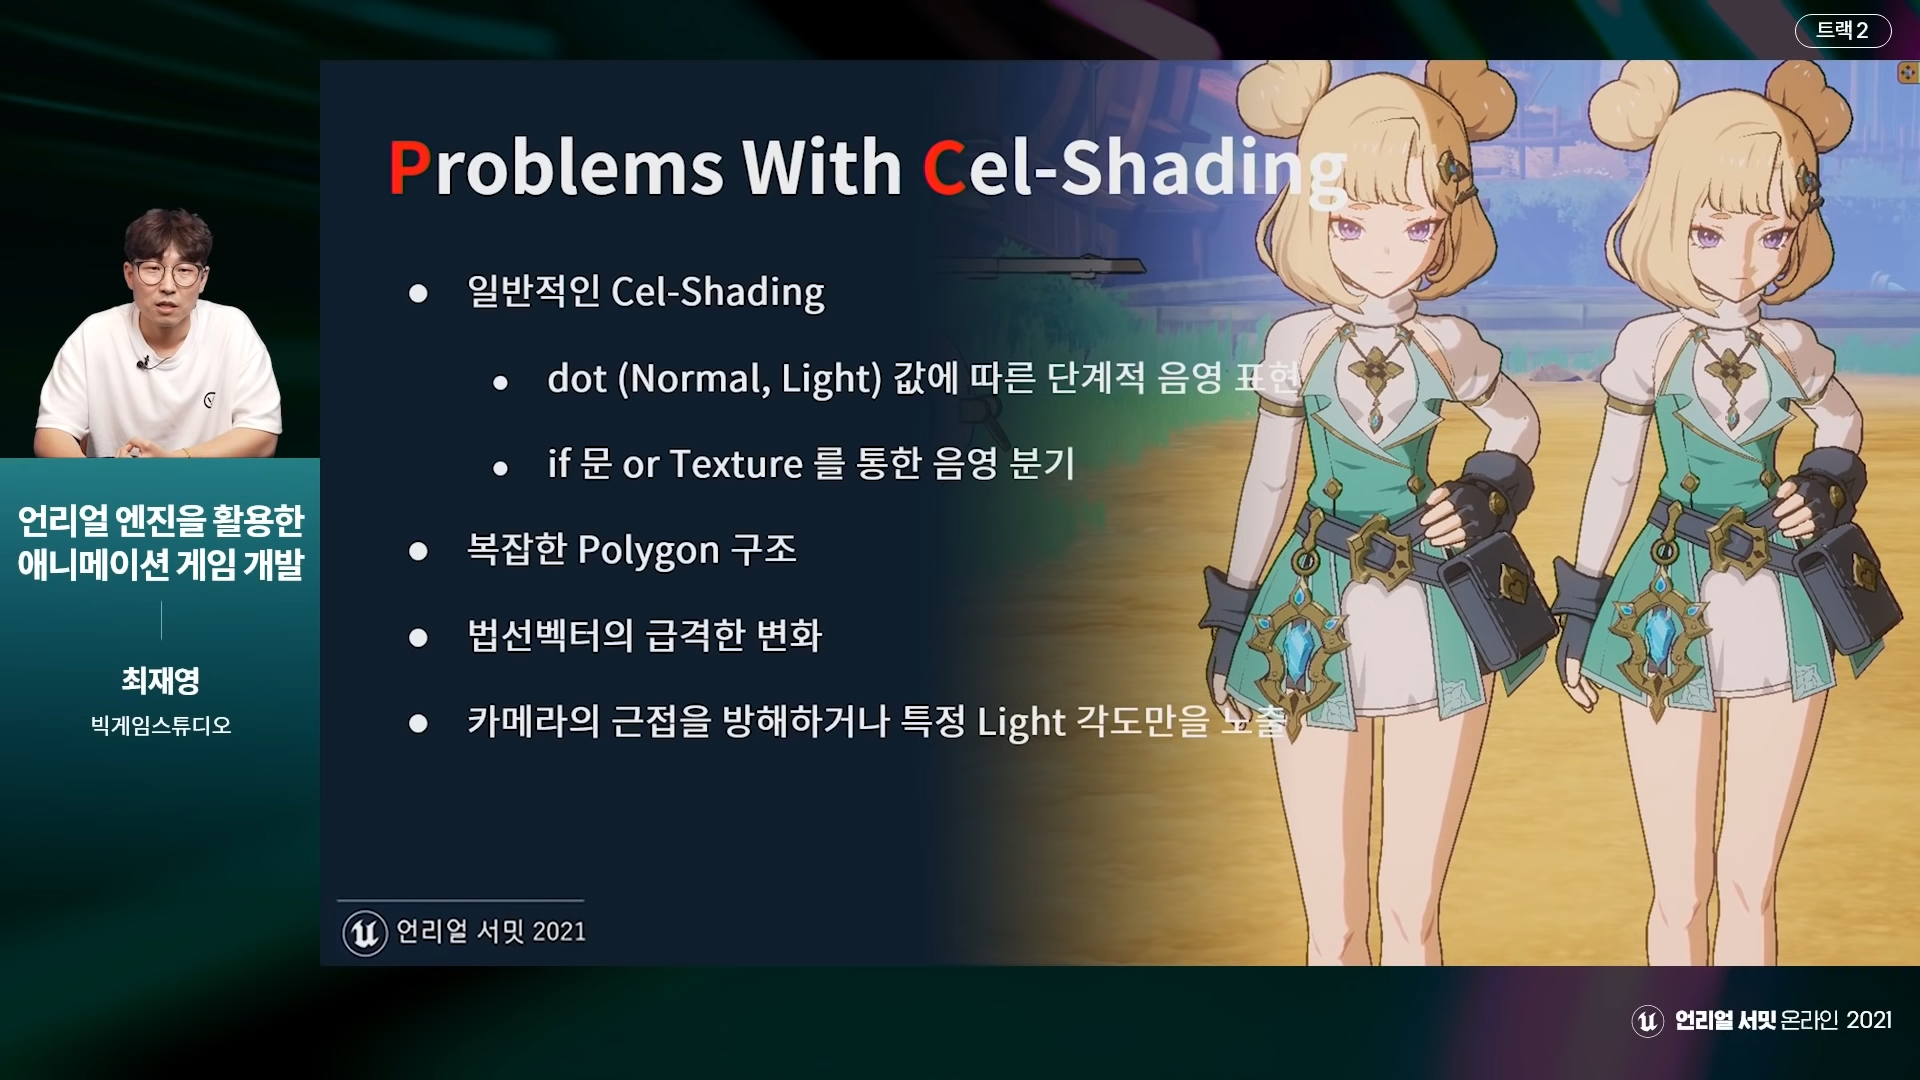 트랙2
Problems With Cel-Shading
일반적인 Cel-Shading
dot (Normal, Light) 값에 따른 단계적 음영 표현
if 문 or Texture 를 통한 음영 분기
복잡한 Polygon 구조
법선벡터의 급격한 변화
카메라의 근접을 방해하거나 특정 Light 각도만을 노출
언리얼 서밋 2021
언리얼 엔진을 활용한
애니메이션 게임 개발
최재영
빅게임스튜디오
언리얼 서밋 온라인 2021